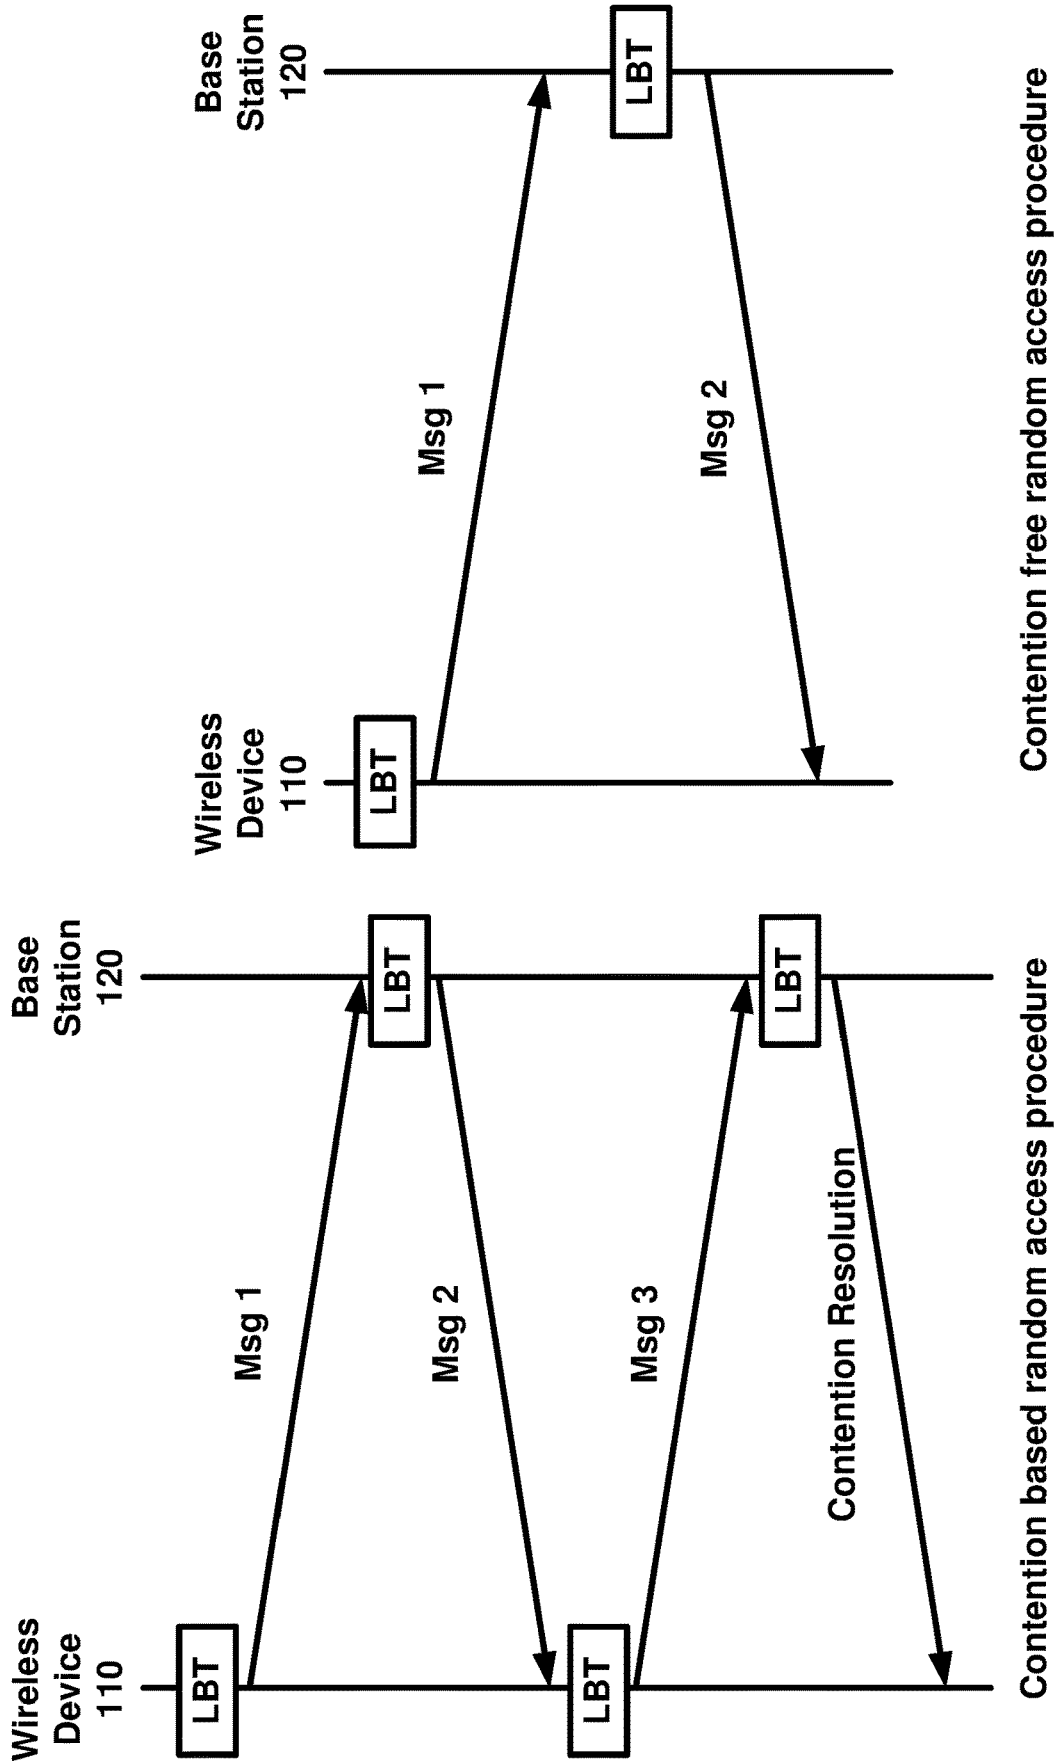 Wireless
Device
110
Base
Station
120
LBT
Msg 1
LBT
Msg 2
LBT
Msg 3
LBT
Contention Resolution
Contention based random access procedure
Wireless
Device
110
Base
Station
120
LBT
Msg 1
LBT
Msg 2
Contention free random access procedure